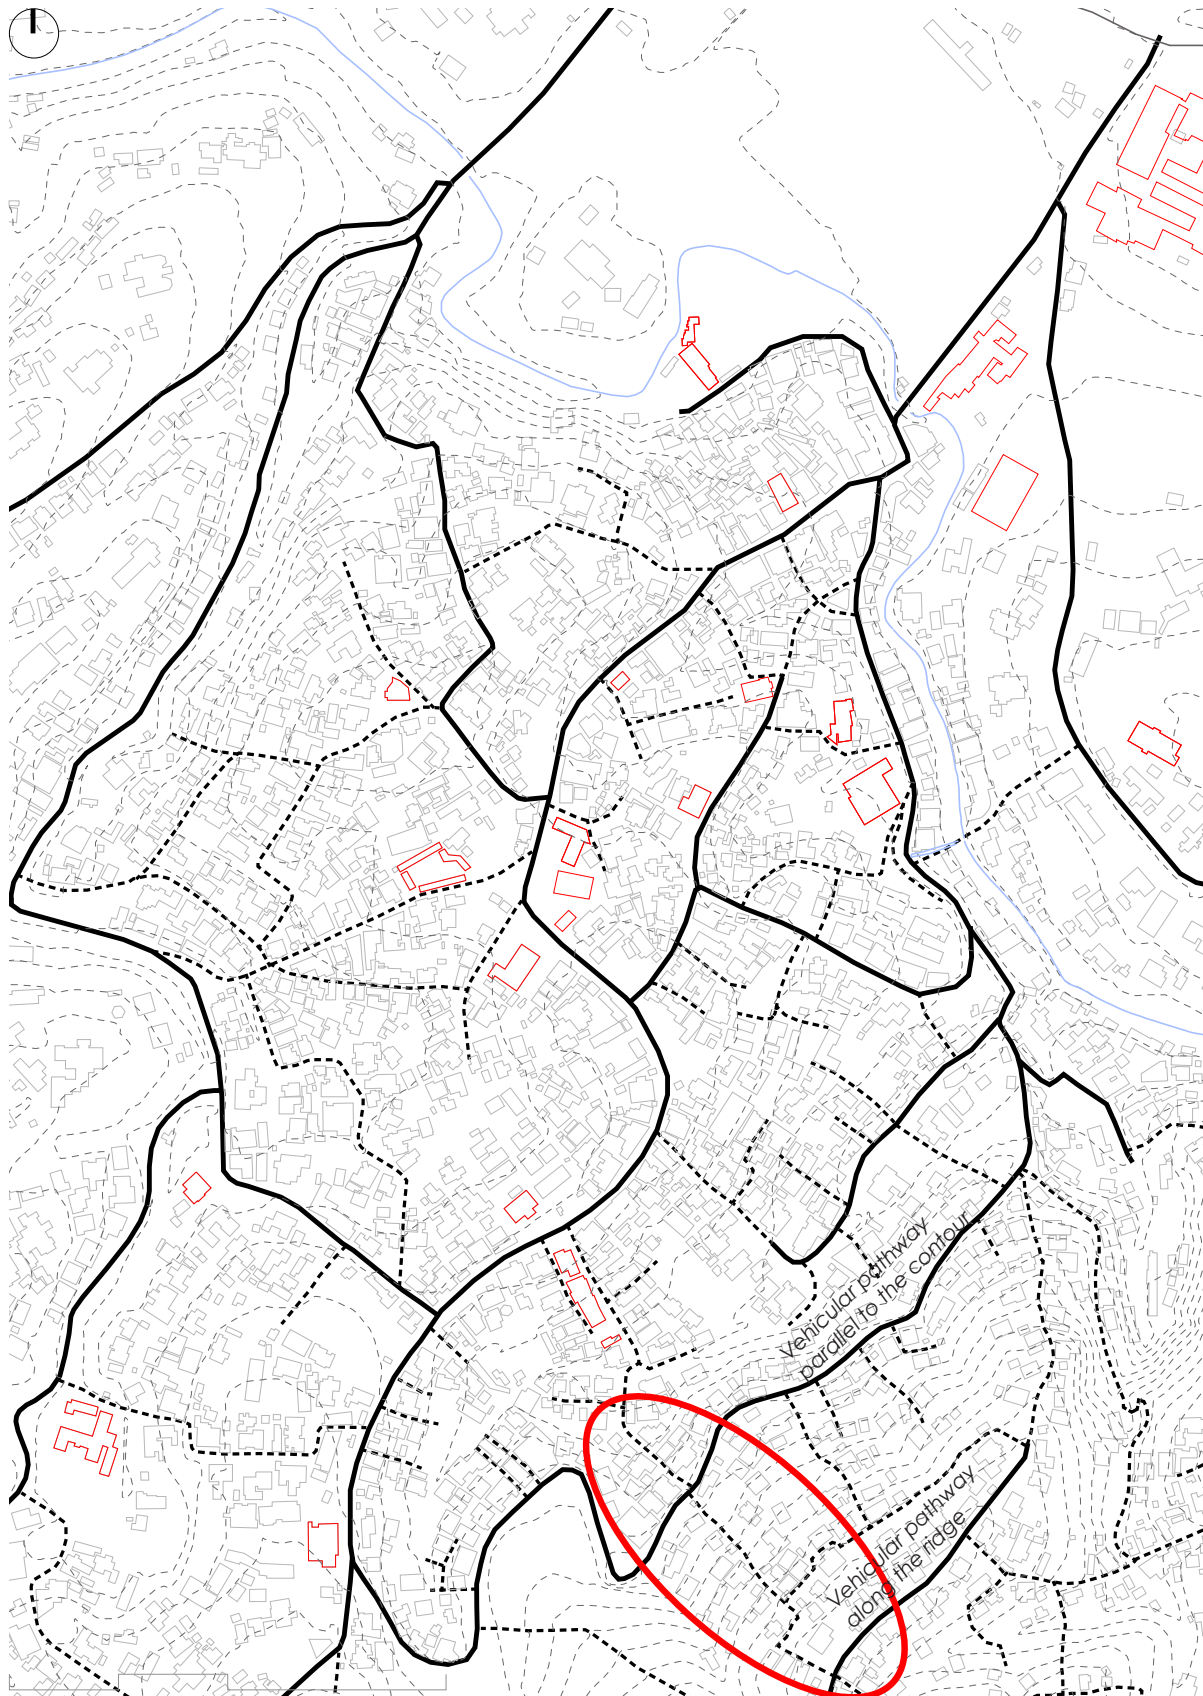 Vehicular pathway
parallel to the contour
Vehicular pathway
along the ridge